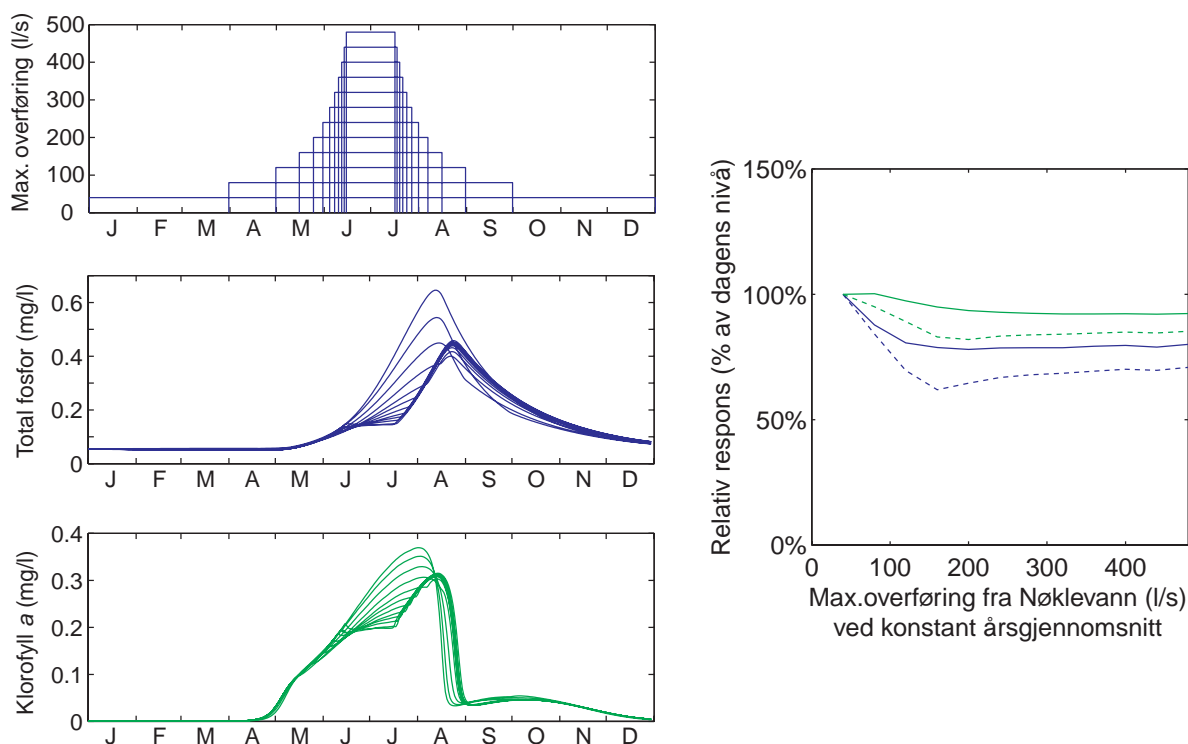 Max. overføring (l/s)
500
400
300
200
100
0
J F M A M J J A S O N D
Total fosfor (mg/l)
0.6
0.4
0.2
0
J F M A M J J A S O N D
Klorofyll a (mg/l)
0.4
0.3
0.2
0.1
0
J F M A M J J A S O N D
Relativ respons (% av dagens nivå)
150%
100%
50%
0%
0 100 200 300 400
Max.overføring fra Nøklevann (l/s)
ved konstant årsgjennomsnitt